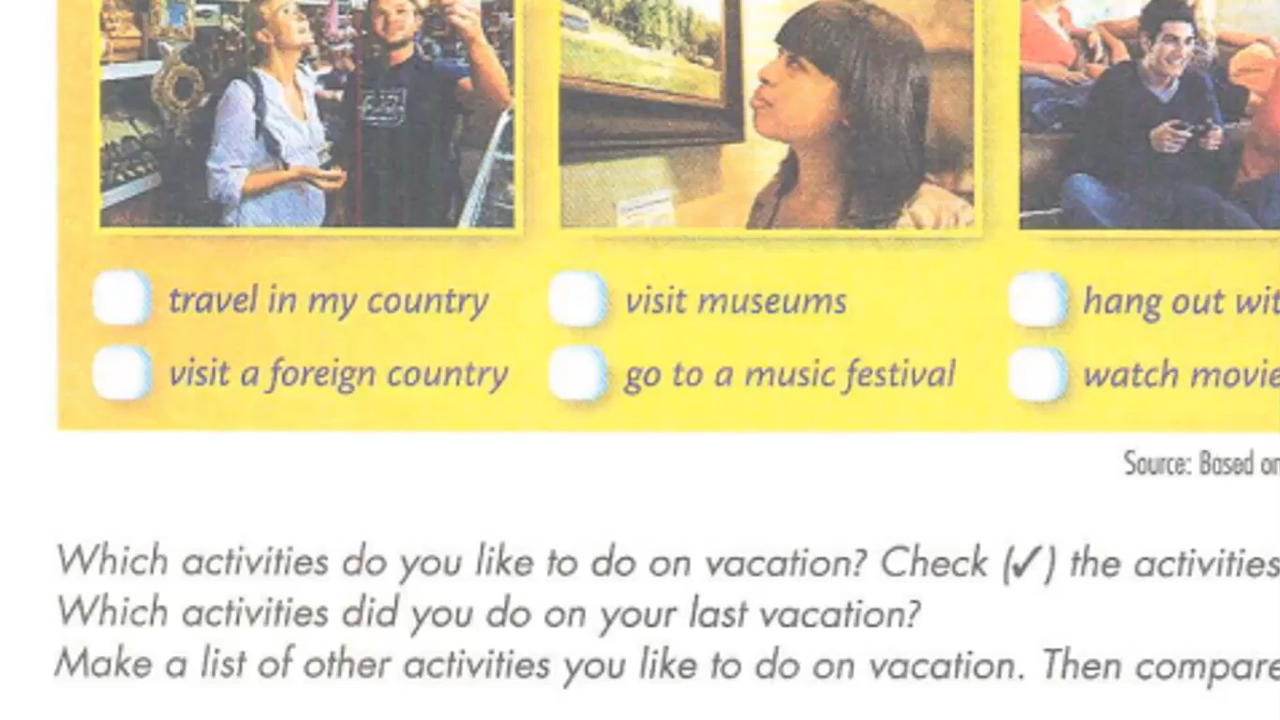 travel in my country
visit museums
hang out
visit a foreign country
go to a music festival
watch
Source: Based
Which activities do you like to do on vacation? Check (✓) the activities
Which activities did you do on your last vacation?
Make a list of other activities you like to do on vacation. Then compare